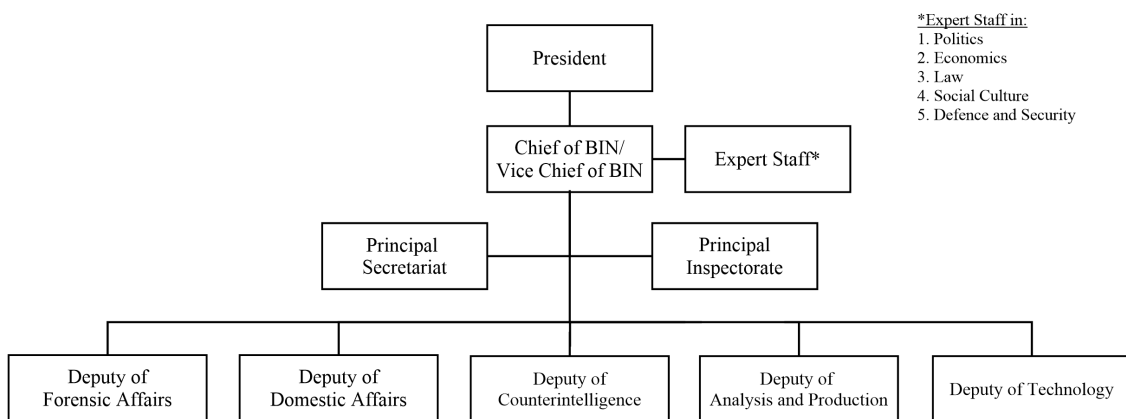 President
*Expert Staff in:
1. Politics
2. Economics
3. Law
4. Social Culture
5. Defence and Security
Chief of BIN/
Vice Chief of BIN
Expert Staff*
Principal
Secretariat
Principal
Inspectorate
Deputy of
Forensic Affairs
Deputy of
Domestic Affairs
Deputy of
Counterintelligence
Deputy of
Analysis and Production
Deputy of Technology